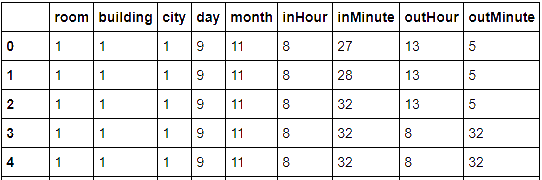 room building city day month inHour inMinute outHour outMinute
0 1 1 1 9 11 8 27 13 5
1 1 1 1 9 11 8 28 13 5
2 1 1 1 9 11 8 32 13 5
3 1 1 1 9 11 8 32 8 32
4 1 1 1 9 11 8 32 8 32